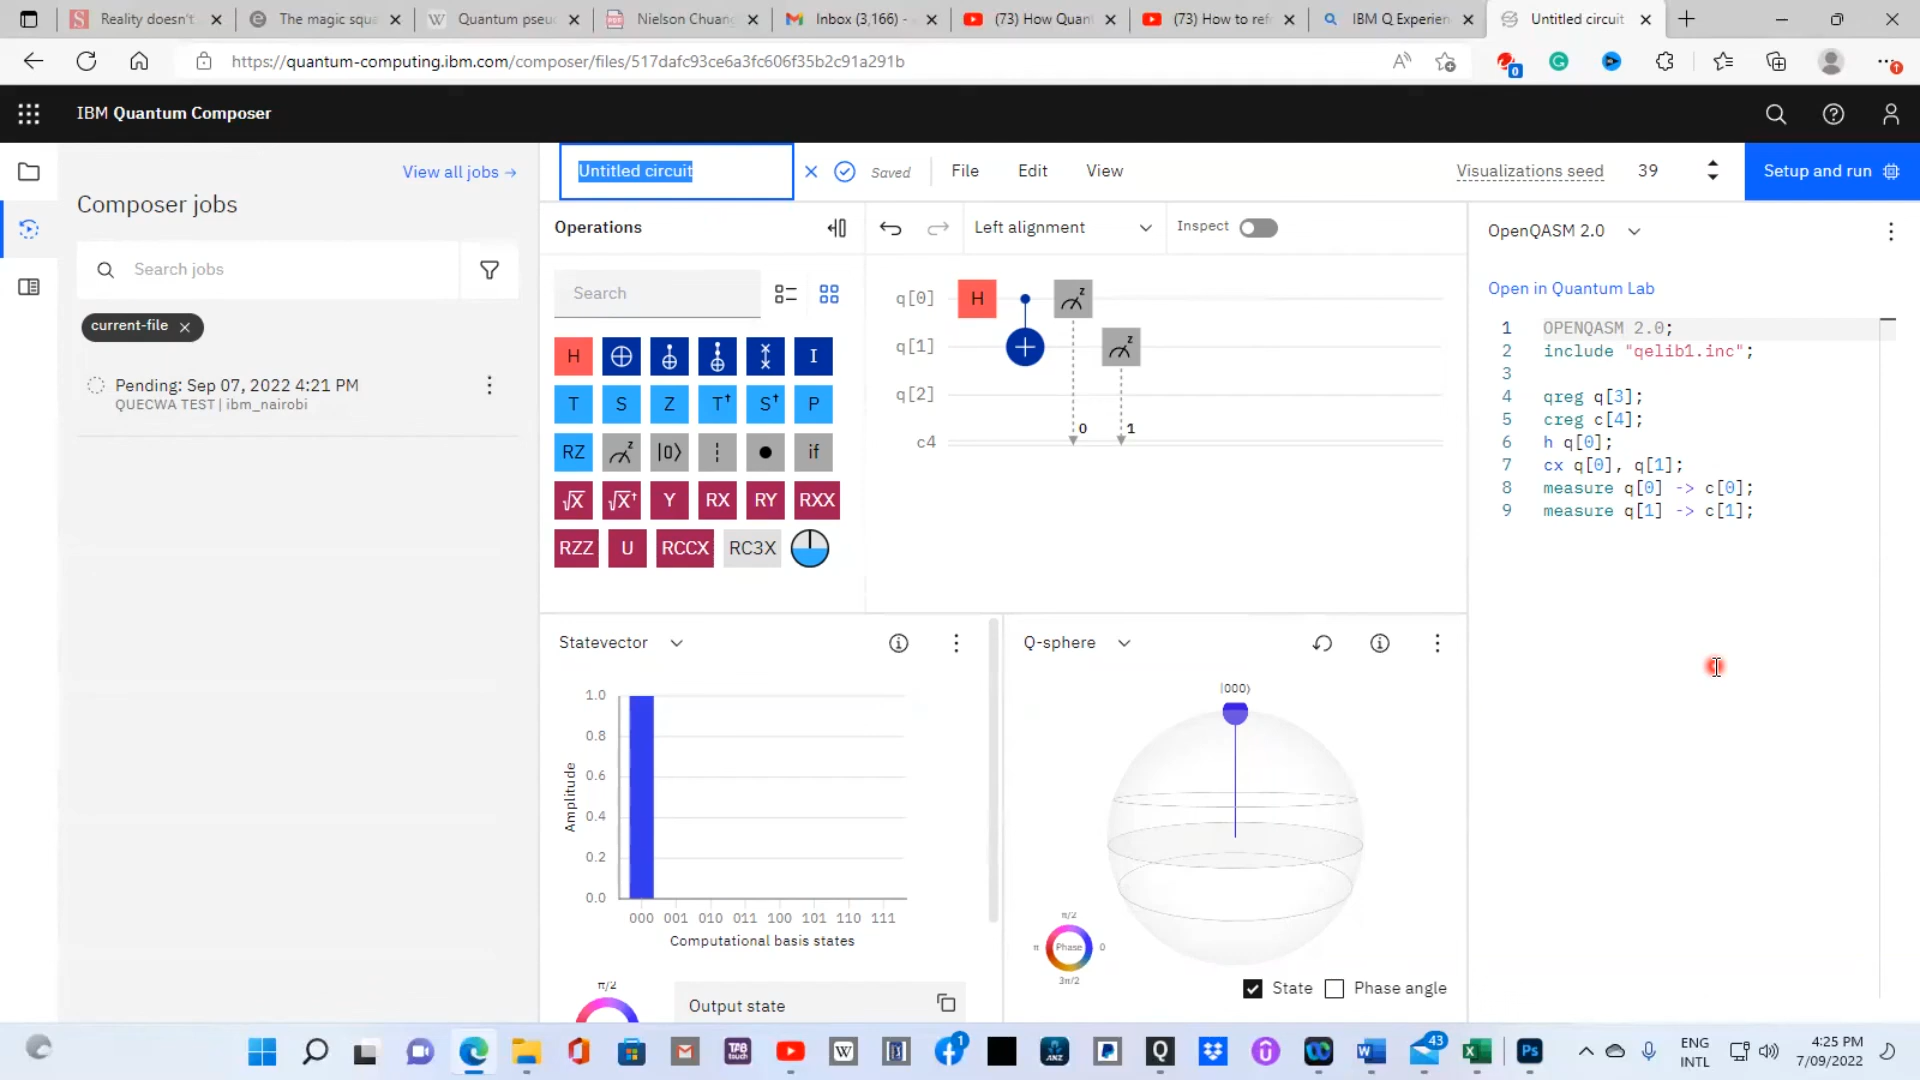 Reality doesn't
The magic squ
Quantum pseu
Nielson Chuang
Inbox (3,166) -
(73) How Quan
(73) How to ref
IBM Q Experien
Untitled circuit
https://quantum-computing.ibm.com/composer/files/517dafc93ce6a3fc606f35b2c91a291b
IBM Quantum Composer
View all jobs →
Composer jobs
Search jobs
current-file
Pending: Sep 07, 2022 4:21 PM
QUECWA TEST | ibm_nairobi
Untitled circuit
Saved
File
Edit
View
Visualizations seed
39
Setup and run
Operations
Left alignment
Inspect
Search
H I
T S Z T† S† P
RZ z |0⟩ if
√X √X† Y RX RY RXX
RZZ U RCCX RC3X
q[0] H z
q[1] z
q[2]
c4 0 1
OpenQASM 2.0
Open in Quantum Lab
1 OPENQASM 2.0;
2 include "qelib1.inc";
3
4 qreg q[3];
5 creg c[4];
6 h q[0];
7 cx q[0], q[1];
8 measure q[0] -> c[0];
9 measure q[1] -> c[1];
Statevector
1.0
0.8
0.6
0.4
0.2
0.0
Amplitude
000 001 010 011 100 101 110 111
Computational basis states
π/2
Output state
Q-sphere
|000⟩
π/2
π Phase 0
3π/2
State
Phase angle
43
1
ENG
INTL
4:25 PM
7/09/2022